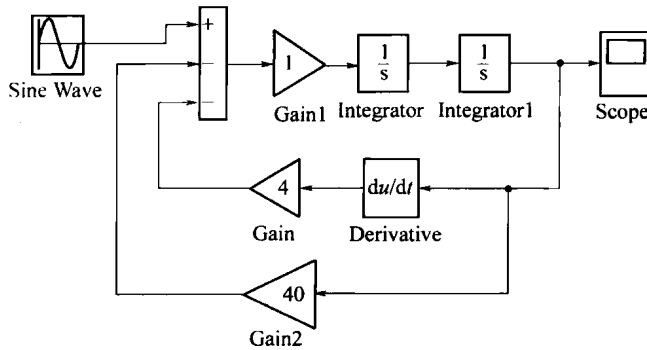 +
−
−
1
1
s
1
s
Sine Wave
Gain1
Integrator
Integrator1
Scope
4
du/dt
Gain
Derivative
40
Gain2